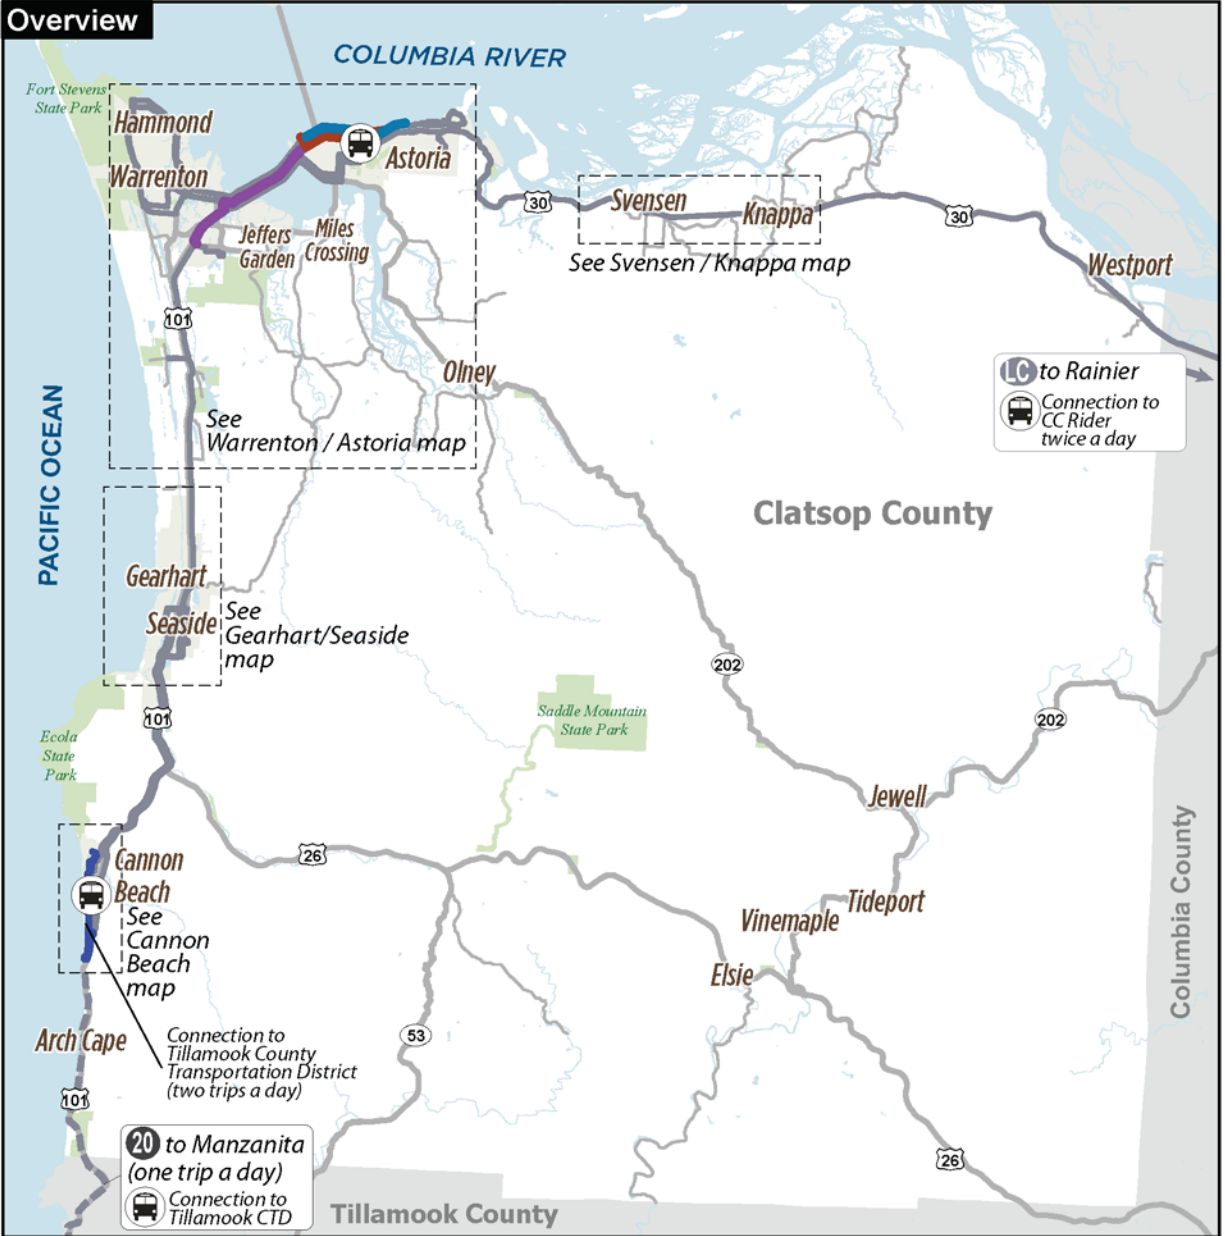 Overview
COLUMBIA RIVER
Fort Stevens
State Park
Hammond
Warrenton
Astoria
Jeffers
Garden
Miles
Crossing
30
Svensen
Knappa
30
See Svensen / Knappa map
Westport
101
LC to Rainier
Connection to
CC Rider
twice a day
Olney
See
Warrenton / Astoria map
PACIFIC OCEAN
Clatsop County
Gearhart
Seaside
See
Gearhart/Seaside
map
202
202
101
Saddle Mountain
State Park
Ecola
State
Park
Jewell
26
Cannon
Beach
See
Cannon
Beach
map
Tideport
Vinemaple
Elsie
Columbia County
Arch Cape
Connection to
Tillamook County
Transportation District
(two trips a day)
53
101
20 to Manzanita
(one trip a day)
Connection to
Tillamook CTD
26
Tillamook County